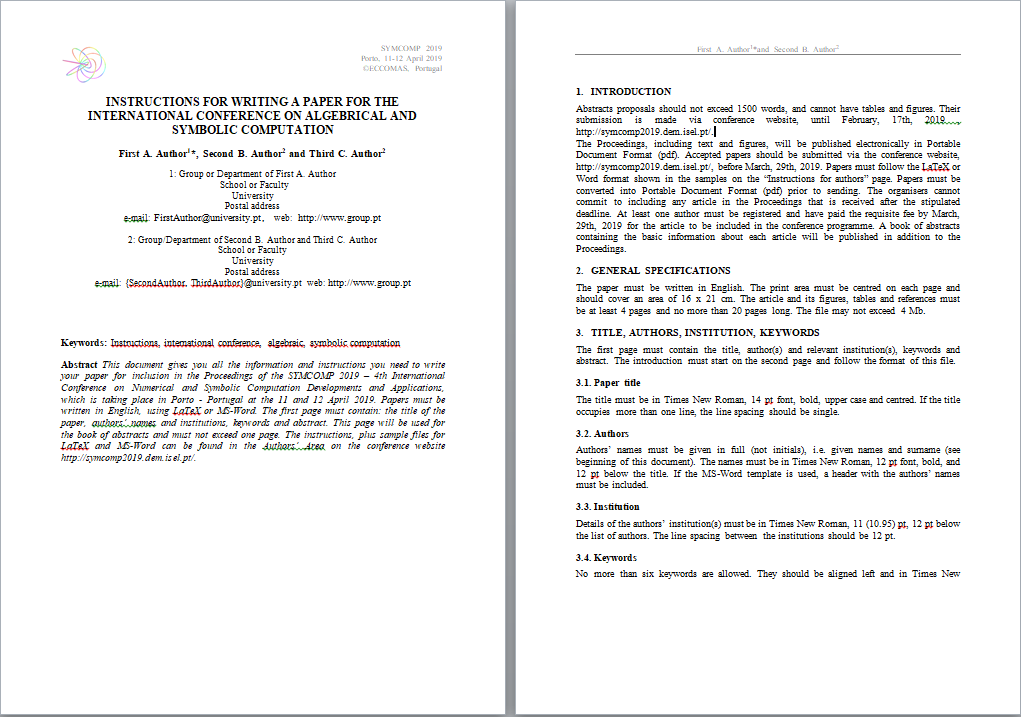 SYMCOMP 2019
Porto, 11-12 April 2019
©ECCOMAS, Portugal
INSTRUCTIONS FOR WRITING A PAPER FOR THE
INTERNATIONAL CONFERENCE ON ALGEBRICAL AND
SYMBOLIC COMPUTATION
First A. Author1*, Second B. Author2 and Third C. Author2
1: Group or Department of First A. Author
School or Faculty
University
Postal address
e-mail: FirstAuthor@university.pt, web: http://www.group.pt
2: Group/Department of Second B. Author and Third C. Author
School or Faculty
University
Postal address
e-mail: {SecondAuthor, ThirdAuthor}@university.pt web: http://www.group.pt
Keywords: Instructions, international conference, algebraic, symbolic computation
Abstract This document gives you all the information and instructions you need to write
your paper for inclusion in the Proceedings of the SYMCOMP 2019 – 4th International
Conference on Numerical and Symbolic Computation Developments and Applications,
which is taking place in Porto - Portugal at the 11 and 12 April 2019. Papers must be
written in English, using LaTeX or MS-Word. The first page must contain: the title of the
paper, authors' names and institutions, keywords and abstract. This page will be used for
the book of abstracts and must not exceed one page. The instructions, plus sample files for
LaTeX and MS-Word can be found in the Authors' Area on the conference website
http://symcomp2019.dem.isel.pt/.
First A. Author1*and Second B. Author2
1. INTRODUCTION
Abstracts proposals should not exceed 1500 words, and cannot have tables and figures. Their
submission is made via conference website, until February, 17th, 2019 ,
http://symcomp2019.dem.isel.pt/.
The Proceedings, including text and figures, will be published electronically in Portable
Document Format (pdf). Accepted papers should be submitted via the conference website,
http://symcomp2019.dem.isel.pt/, before March, 29th, 2019. Papers must follow the LaTeX or
Word format shown in the samples on the “Instructions for authors” page. Papers must be
converted into Portable Document Format (pdf) prior to sending. The organisers cannot
commit to including any article in the Proceedings that is received after the stipulated
deadline. At least one author must be registered and have paid the requisite fee by March,
29th, 2019 for the article to be included in the conference programme. A book of abstracts
containing the basic information about each article will be published in addition to the
Proceedings.
2. GENERAL SPECIFICATIONS
The paper must be written in English. The print area must be centred on each page and
should cover an area of 16 x 21 cm. The article and its figures, tables and references must
be at least 4 pages and no more than 20 pages long. The file may not exceed 4 Mb.
3. TITLE, AUTHORS, INSTITUTION, KEYWORDS
The first page must contain the title, author(s) and relevant institution(s), keywords and
abstract. The introduction must start on the second page and follow the format of this file.
3.1. Paper title
The title must be in Times New Roman, 14 pt font, bold, upper case and centred. If the title
occupies more than one line, the line spacing should be single.
3.2. Authors
Authors' names must be given in full (not initials), i.e. given names and surname (see
beginning of this document). The names must be in Times New Roman, 12 pt font, bold, and
12 pt below the title. If the MS-Word template is used, a header with the authors' names
must be included.
3.3. Institution
Details of the authors' institution(s) must be in Times New Roman, 11 (10.95) pt, 12 pt below
the list of authors. The line spacing between the institutions should be 12 pt.
3.4. Keywords
No more than six keywords are allowed. They should be aligned left and in Times New